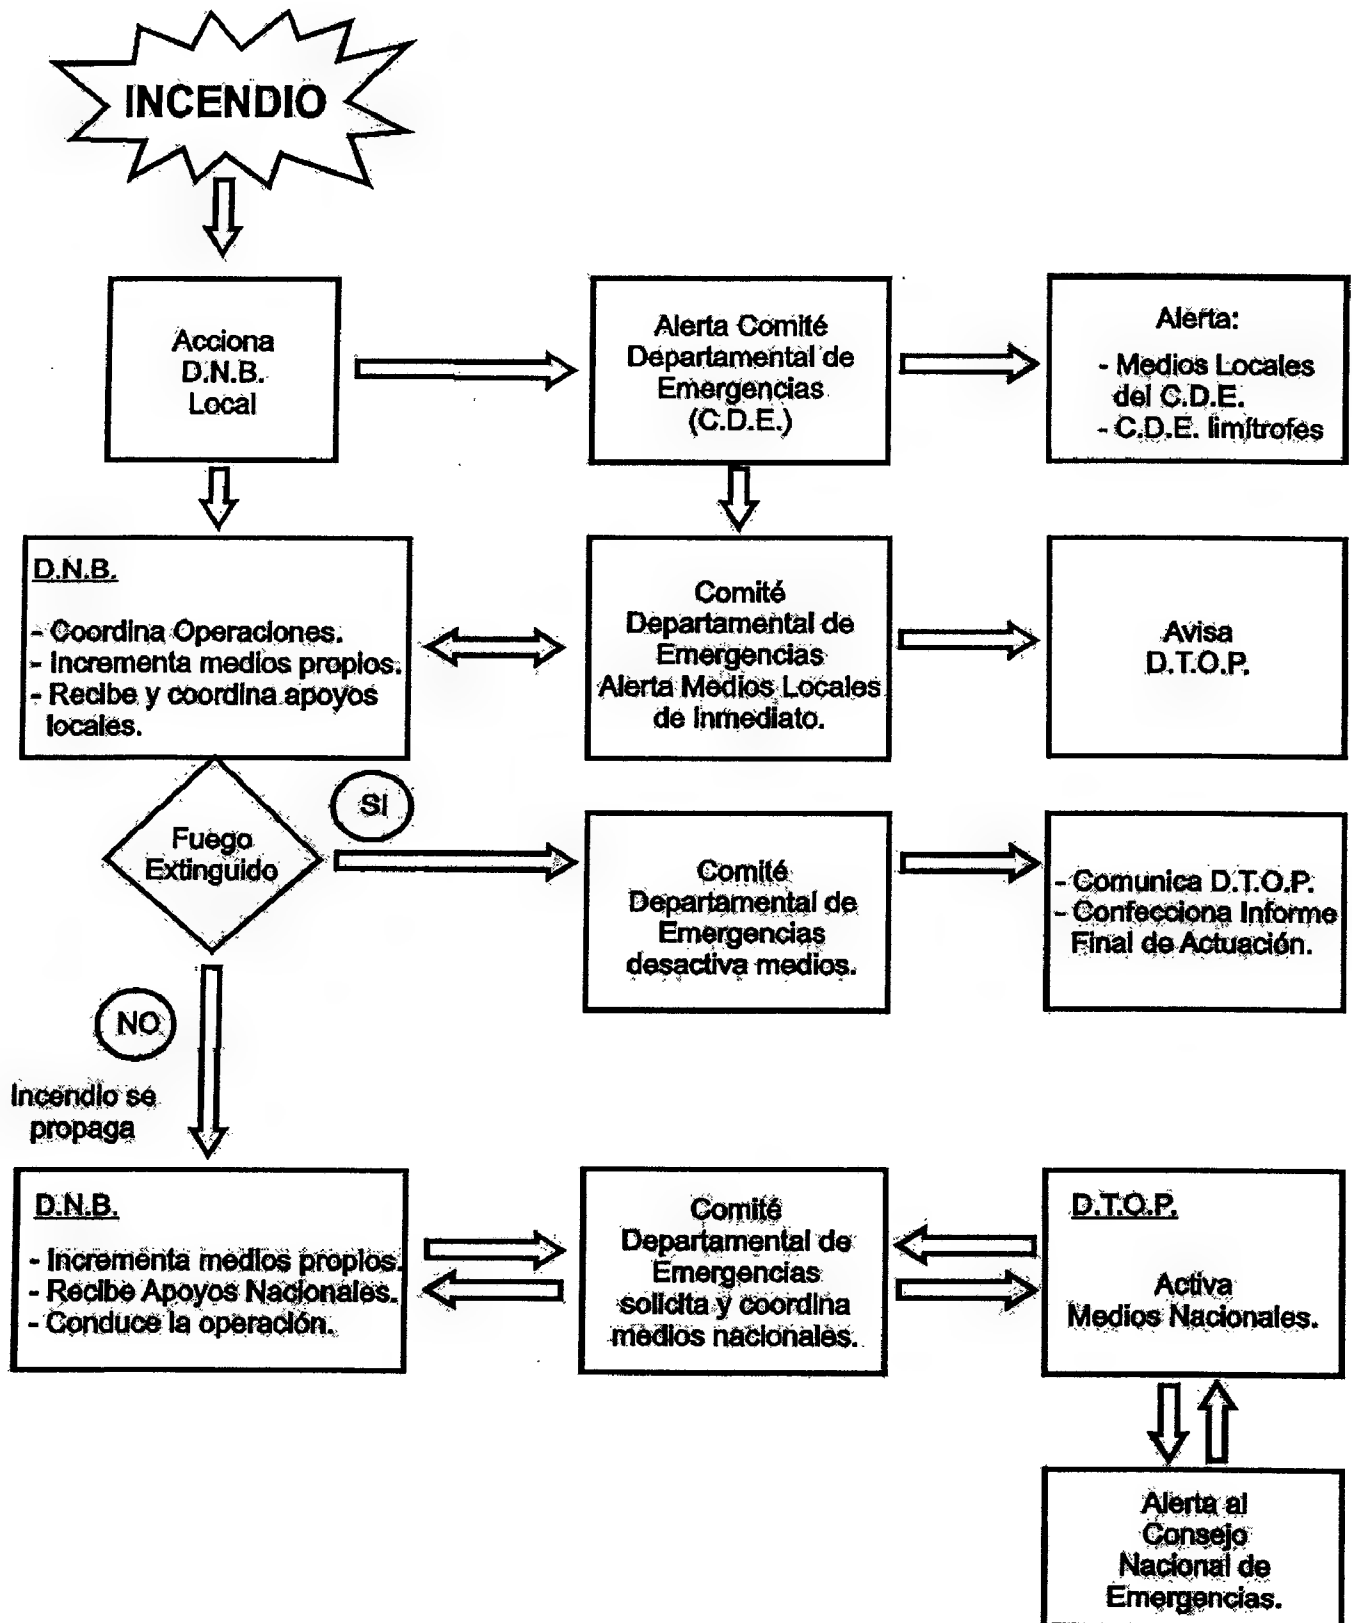 INCENDIO
Acciona
D.N.B.
Local
Alerta Comité
Departamental de
Emergencias
(C.D.E.)
Alerta:
- Medios Locales
del C.D.E.
- C.D.E. limítrofes
D.N.B.
- Coordina Operaciones.
- Incrementa medios propios.
- Recibe y coordina apoyos
locales.
Comité
Departamental de
Emergencias
Alerta Medios Locales
de Inmediato.
Avisa
D.T.O.P.
Fuego
Extinguido
SI
Comité
Departamental de
Emergencias
desactiva medios.
- Comunica D.T.O.P.
- Confecciona Informe
Final de Actuación.
NO
Incendio se
propaga
D.N.B.
- Incrementa medios propios.
- Recibe Apoyos Nacionales.
- Conduce la operación.
Comité
Departamental de
Emergencias
solicita y coordina
medios nacionales.
D.T.O.P.
Activa
Medios Nacionales.
Alerta al
Consejo
Nacional de
Emergencias.